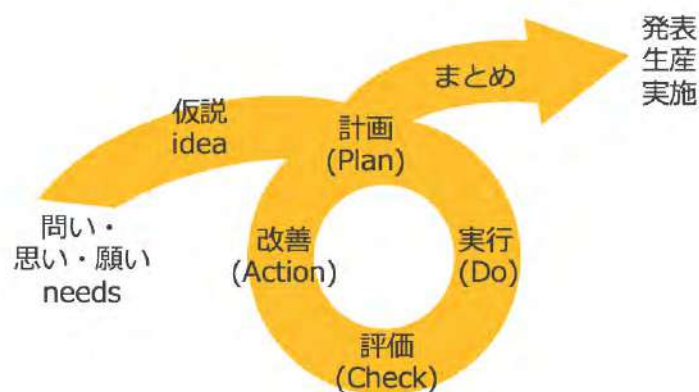 問い・
思い・願い
needs
仮説
idea
計画
(Plan)
実行
(Do)
評価
(Check)
改善
(Action)
まとめ
発表
生産
実施